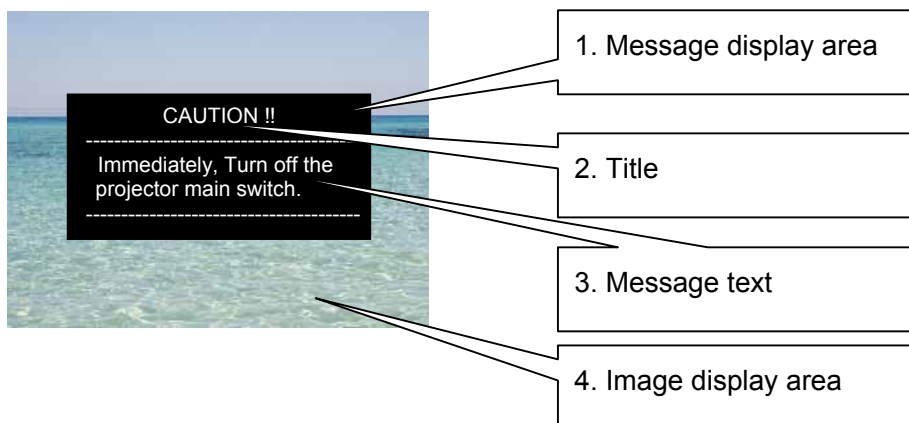 CAUTION !!
----------------------------------------
Immediately, Turn off the
projector main switch.
----------------------------------------
1. Message display area
2. Title
3. Message text
4. Image display area